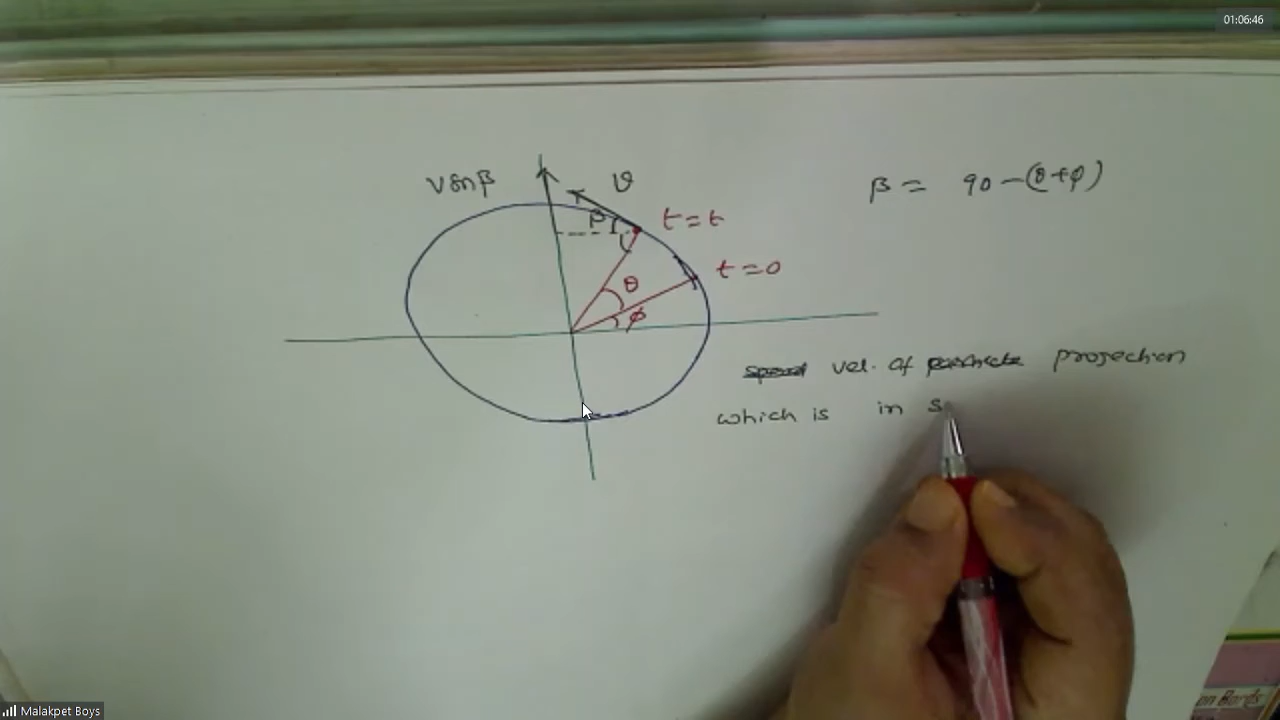 01:06:46
v sin β
v
β = 90 - (θ + φ)
β
t = t
θ
t = 0
φ
vel. of projection
which is in s
Malakpet Boys